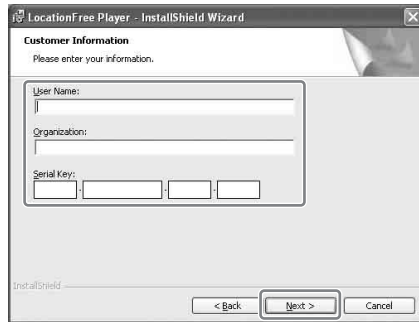 LocationFree Player - InstallShield Wizard
Customer Information
Please enter your information.
User Name:
Organization:
Serial Key:
- - -
InstallShield
< Back Next > Cancel